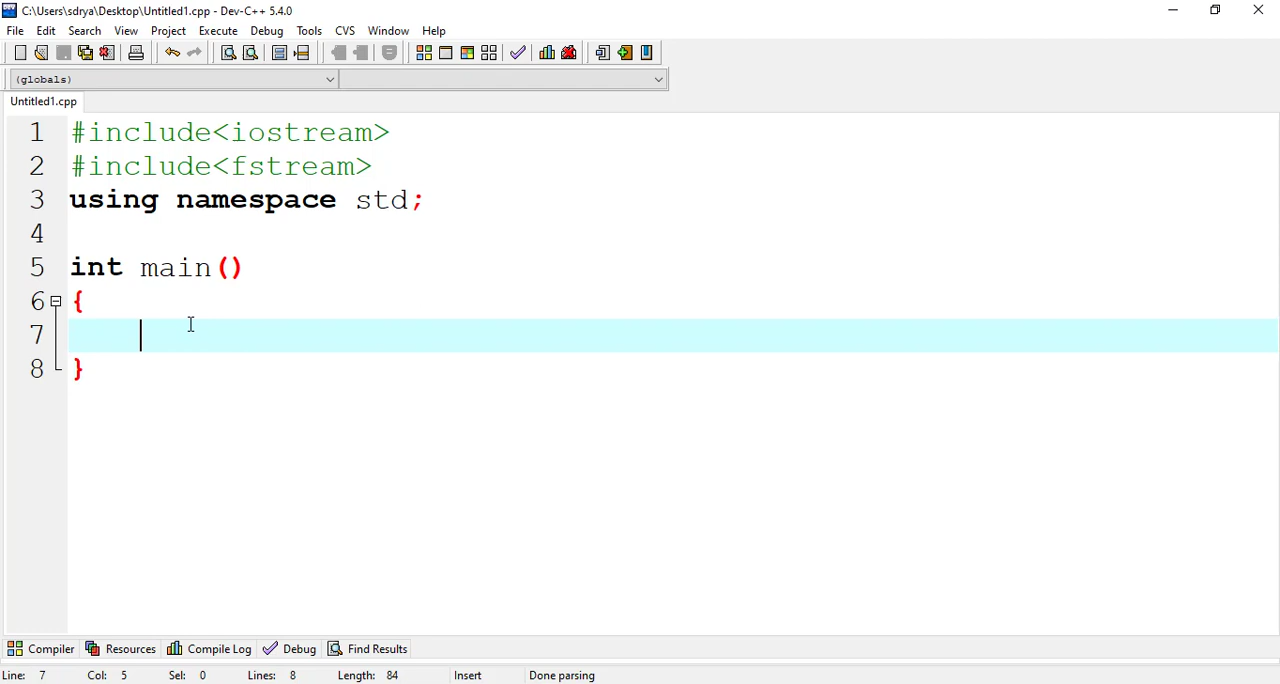 C:\Users\sdrya\Desktop\Untitled1.cpp - Dev-C++ 5.4.0
File Edit Search View Project Execute Debug Tools CVS Window Help
(globals)
Untitled1.cpp
1 #include<iostream>
2 #include<fstream>
3 using namespace std;
4
5 int main()
6 {
7
8 }
Compiler Resources Compile Log Debug Find Results
Line: 7 Col: 5 Sel: 0 Lines: 8 Length: 84 Insert Done parsing